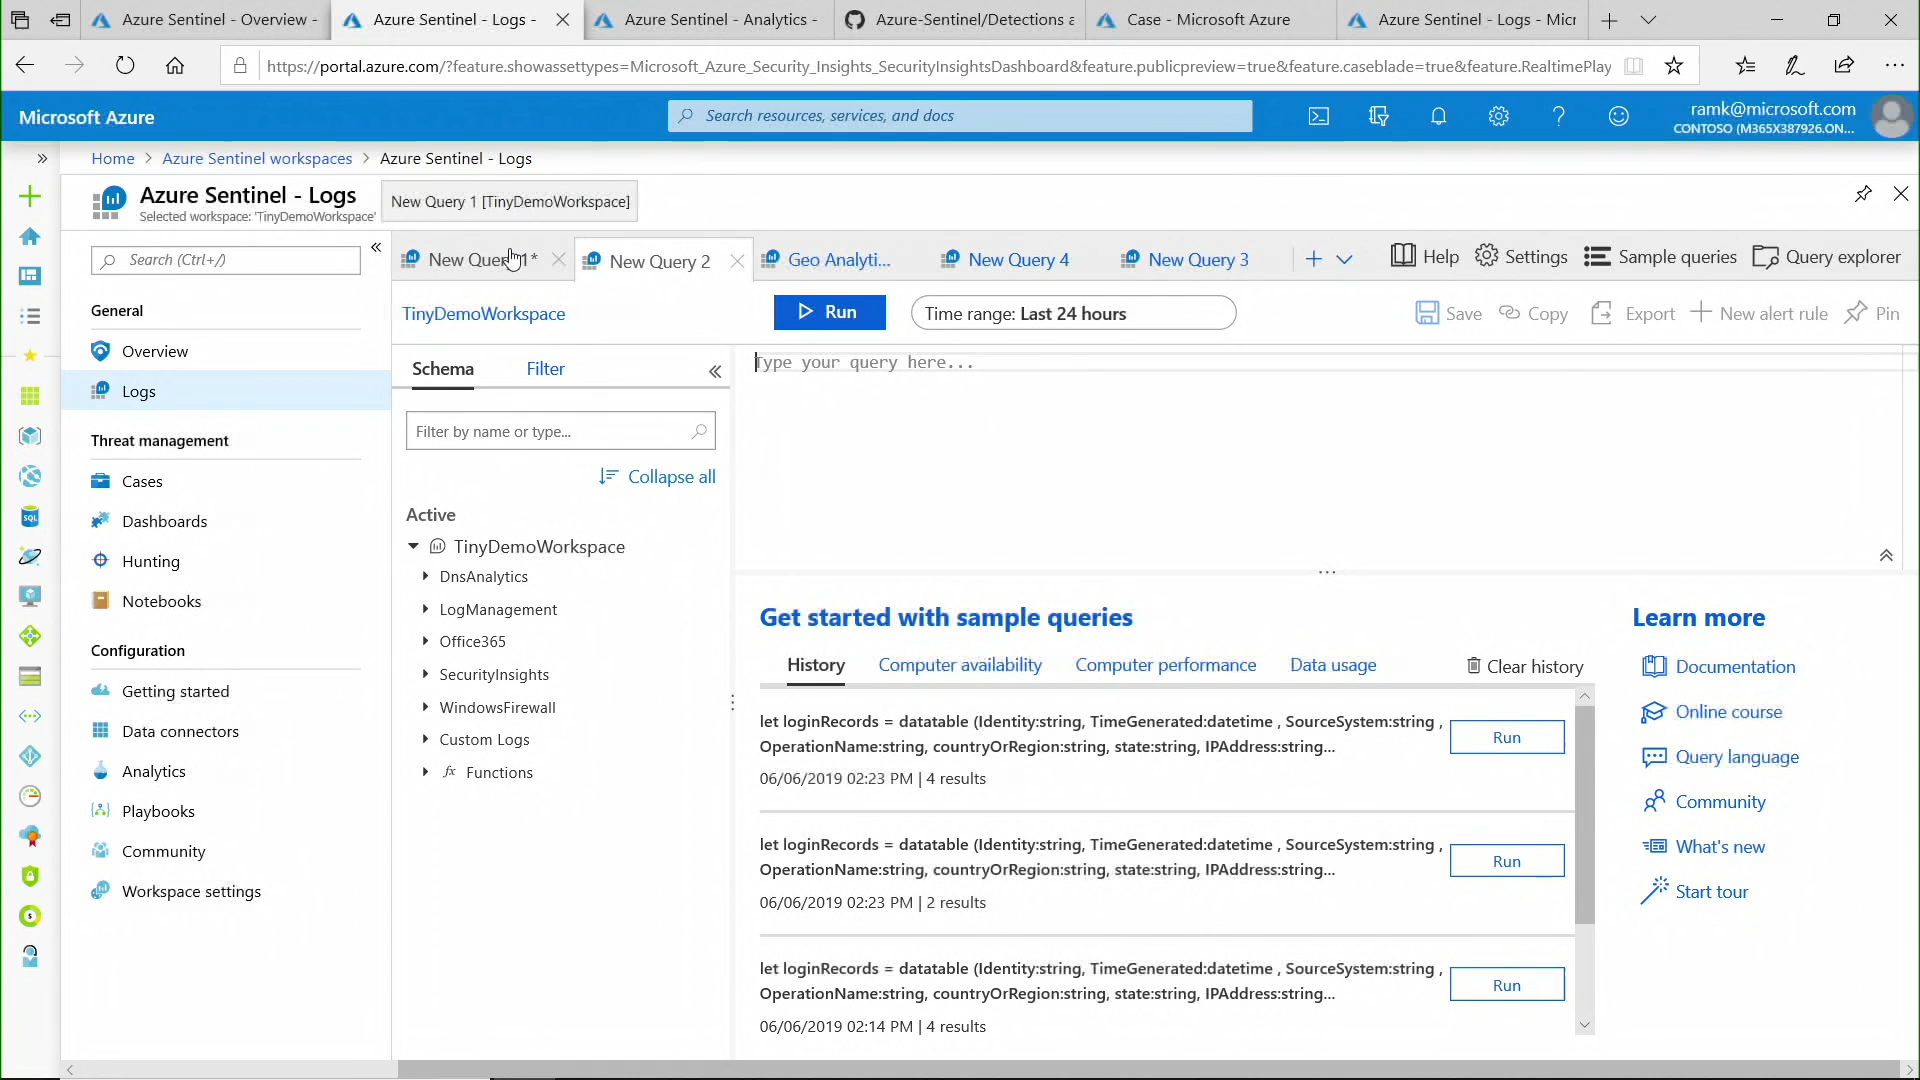 Azure Sentinel - Overview -
Azure Sentinel - Logs -
Azure Sentinel - Analytics -
Azure-Sentinel/Detections a
Case - Microsoft Azure
Azure Sentinel - Logs - Micr
https://portal.azure.com/?feature.showassettypes=Microsoft_Azure_Security_Insights_SecurityInsightsDashboard&feature.publicpreview=true&feature.caseblade=true&feature.RealtimePlay
Microsoft Azure
Search resources, services, and docs
ramk@microsoft.com
CONTOSO (M365X387926.ON...
Home > Azure Sentinel workspaces > Azure Sentinel - Logs
Azure Sentinel - Logs
Selected workspace: 'TinyDemoWorkspace'
New Query 1 [TinyDemoWorkspace]
Search (Ctrl+/)
General
Overview
Logs
Threat management
Cases
Dashboards
Hunting
Notebooks
Configuration
Getting started
Data connectors
Analytics
Playbooks
Community
Workspace settings
SQL
New Query 1*
New Query 2
Geo Analyti...
New Query 4
New Query 3
Help
Settings
Sample queries
Query explorer
TinyDemoWorkspace
Run
Time range: Last 24 hours
Save
Copy
Export
New alert rule
Pin
Schema
Filter
Filter by name or type...
Collapse all
Active
TinyDemoWorkspace
DnsAnalytics
LogManagement
Office365
SecurityInsights
WindowsFirewall
Custom Logs
fx Functions
Type your query here...
Get started with sample queries
History
Computer availability
Computer performance
Data usage
Clear history
let loginRecords = datatable (Identity:string, TimeGenerated:datetime , SourceSystem:string ,
OperationName:string, countryOrRegion:string, state:string, IPAddress:string...
Run
06/06/2019 02:23 PM | 4 results
let loginRecords = datatable (Identity:string, TimeGenerated:datetime , SourceSystem:string ,
OperationName:string, countryOrRegion:string, state:string, IPAddress:string...
Run
06/06/2019 02:23 PM | 2 results
let loginRecords = datatable (Identity:string, TimeGenerated:datetime , SourceSystem:string ,
OperationName:string, countryOrRegion:string, state:string, IPAddress:string...
Run
06/06/2019 02:14 PM | 4 results
Learn more
Documentation
Online course
Query language
Community
What's new
Start tour